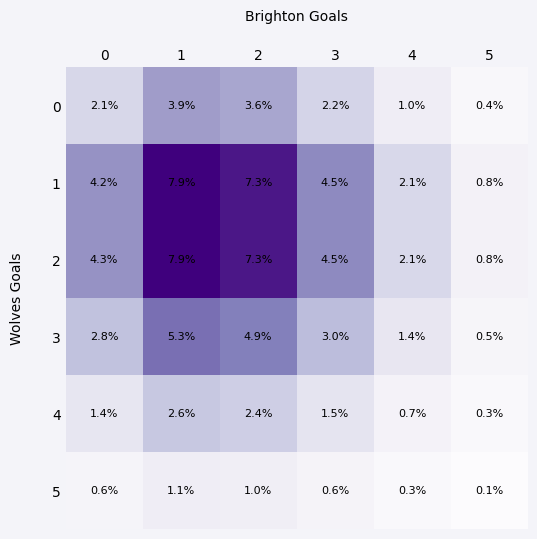 Brighton Goals
0 1 2 3 4 5
0 2.1% 3.9% 3.6% 2.2% 1.0% 0.4%
1 4.2% 7.9% 7.3% 4.5% 2.1% 0.8%
2 4.3% 7.9% 7.3% 4.5% 2.1% 0.8%
3 2.8% 5.3% 4.9% 3.0% 1.4% 0.5%
4 1.4% 2.6% 2.4% 1.5% 0.7% 0.3%
5 0.6% 1.1% 1.0% 0.6% 0.3% 0.1%
Wolves Goals